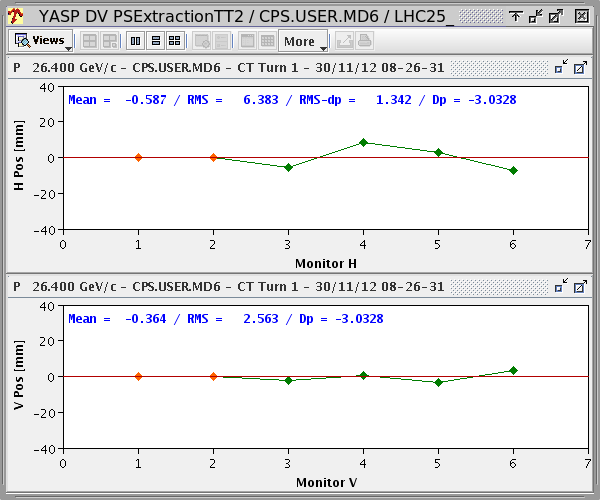 YASP DV PSExtractionTT2 / CPS.USER.MD6 / LHC25_
Views
More
P 26.400 GeV/c - CPS.USER.MD6 - CT Turn 1 - 30/11/12 08-26-31
Mean = -0.587 / RMS = 6.383 / RMS-dp = 1.342 / Dp = -3.0328
H Pos [mm]
40
20
0
-20
-40
0 1 2 3 4 5 6 7
Monitor H
P 26.400 GeV/c - CPS.USER.MD6 - CT Turn 1 - 30/11/12 08-26-31
Mean = -0.364 / RMS = 2.563 / Dp = -3.0328
V Pos [mm]
40
20
0
-20
-40
0 1 2 3 4 5 6 7
Monitor V